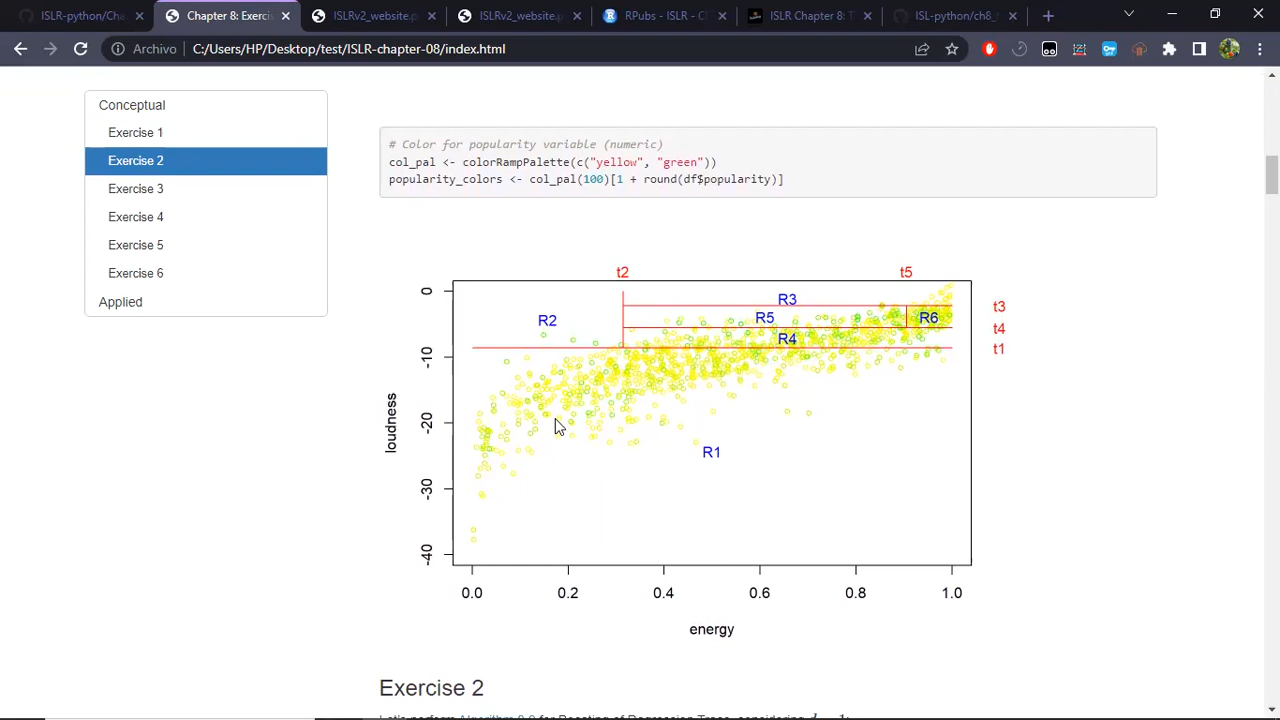 ISLR-python/Cha
Chapter 8: Exerci
ISLRv2_website.p
ISLRv2_website.p
RPubs - ISLR - C
ISLR Chapter 8: T
ISL-python/ch8_
Archivo
C:/Users/HP/Desktop/test/ISLR-chapter-08/index.html
Conceptual
Exercise 1
Exercise 2
Exercise 3
Exercise 4
Exercise 5
Exercise 6
Applied
# Color for popularity variable (numeric)
col_pal <- colorRampPalette(c("yellow", "green"))
popularity_colors <- col_pal(100)[1 + round(df$popularity)]
t2
t5
0
R3
t3
R2
R5
R6
t4
R4
t1
-10
loudness
-20
R1
-30
-40
0.0
0.2
0.4
0.6
0.8
1.0
energy
Exercise 2